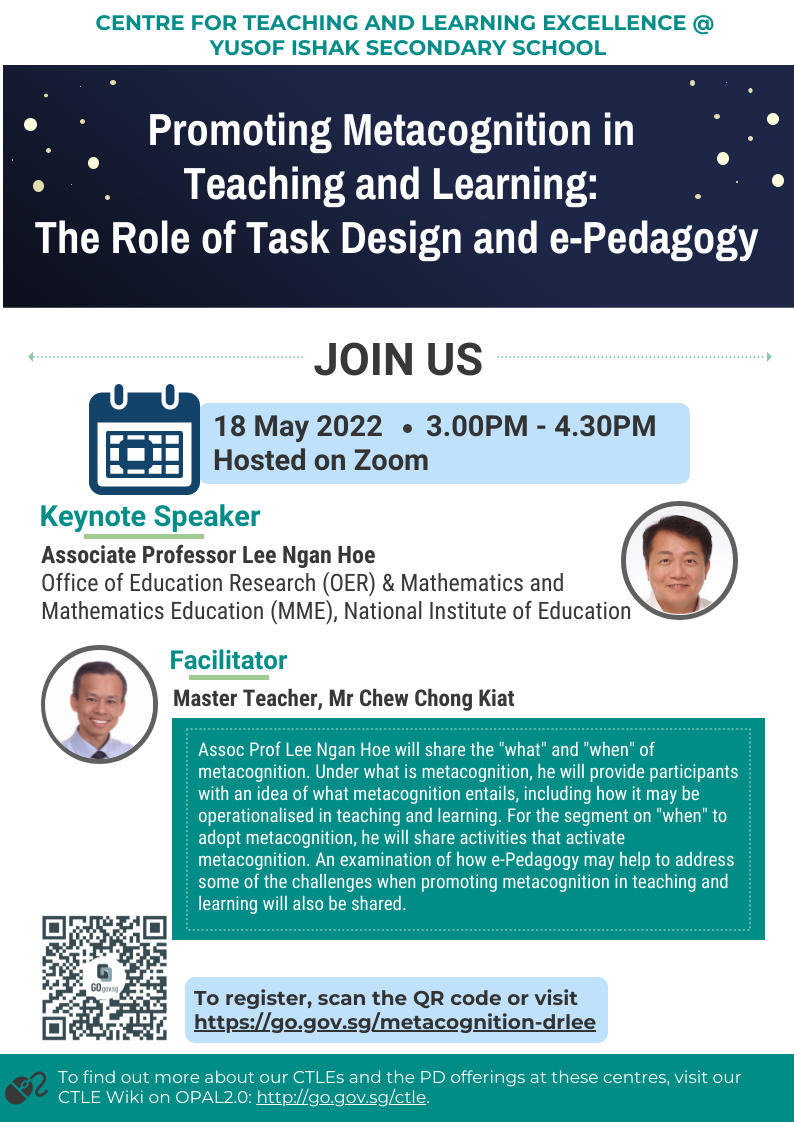 CENTRE FOR TEACHING AND LEARNING EXCELLENCE @
YUSOF ISHAK SECONDARY SCHOOL
Promoting Metacognition in
Teaching and Learning:
The Role of Task Design and e-Pedagogy
JOIN US
18 May 2022 • 3.00PM - 4.30PM
Hosted on Zoom
Keynote Speaker
Associate Professor Lee Ngan Hoe
Office of Education Research (OER) & Mathematics and
Mathematics Education (MME), National Institute of Education
Facilitator
Master Teacher, Mr Chew Chong Kiat
Assoc Prof Lee Ngan Hoe will share the "what" and "when" of
metacognition. Under what is metacognition, he will provide participants
with an idea of what metacognition entails, including how it may be
operationalised in teaching and learning. For the segment on "when" to
adopt metacognition, he will share activities that activate
metacognition. An examination of how e-Pedagogy may help to address
some of the challenges when promoting metacognition in teaching and
learning will also be shared.
GO.gov.sg
To register, scan the QR code or visit
https://go.gov.sg/metacognition-drlee
To find out more about our CTLEs and the PD offerings at these centres, visit our
CTLE Wiki on OPAL2.0: http://go.gov.sg/ctle.